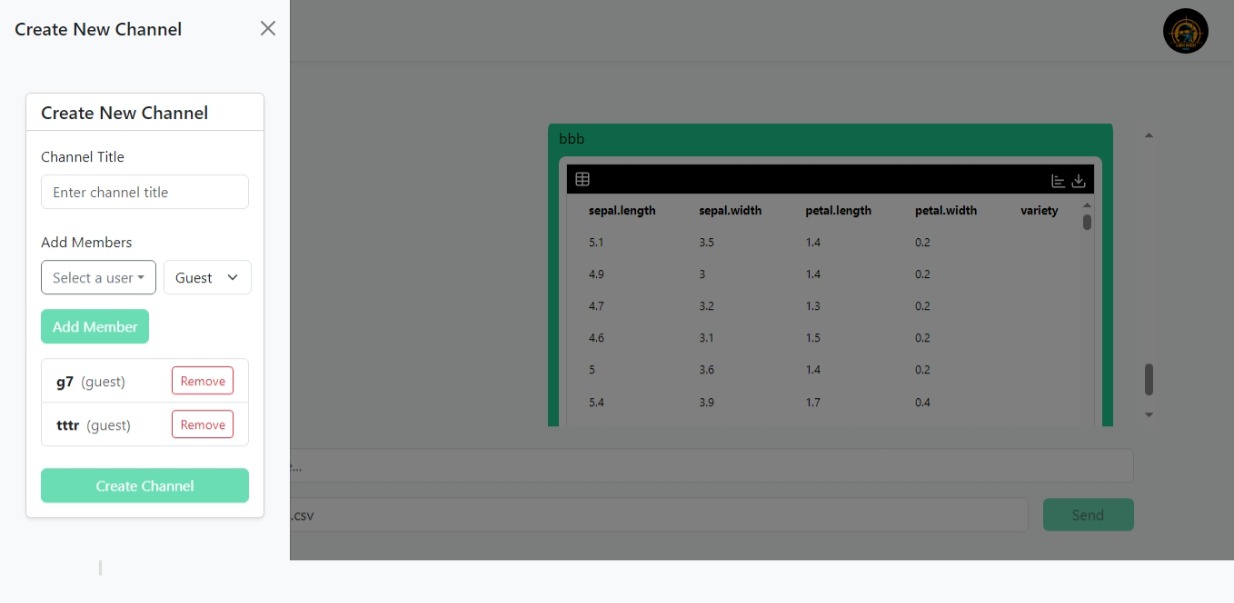 Create New Channel
Create New Channel
Channel Title
Enter channel title
Add Members
Select a user Guest
Add Member
g7 (guest) Remove
tttr (guest) Remove
Create Channel
bbb
sepal.length sepal.width petal.length petal.width variety
5.1 3.5 1.4 0.2
4.9 3 1.4 0.2
4.7 3.2 1.3 0.2
4.6 3.1 1.5 0.2
5 3.6 1.4 0.2
5.4 3.9 1.7 0.4
...
.csv Send